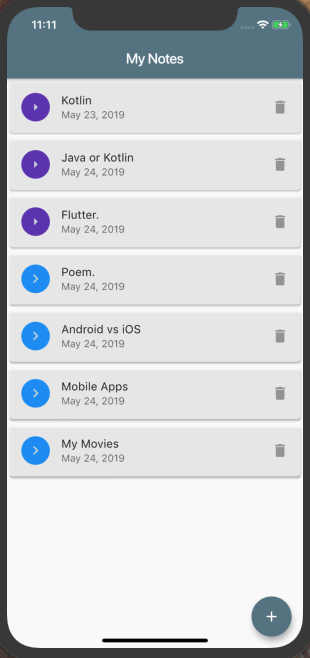 11:11
My Notes
Kotlin
May 23, 2019
Java or Kotlin
May 24, 2019
Flutter.
May 24, 2019
Poem.
May 24, 2019
Android vs iOS
May 24, 2019
Mobile Apps
May 24, 2019
My Movies
May 24, 2019